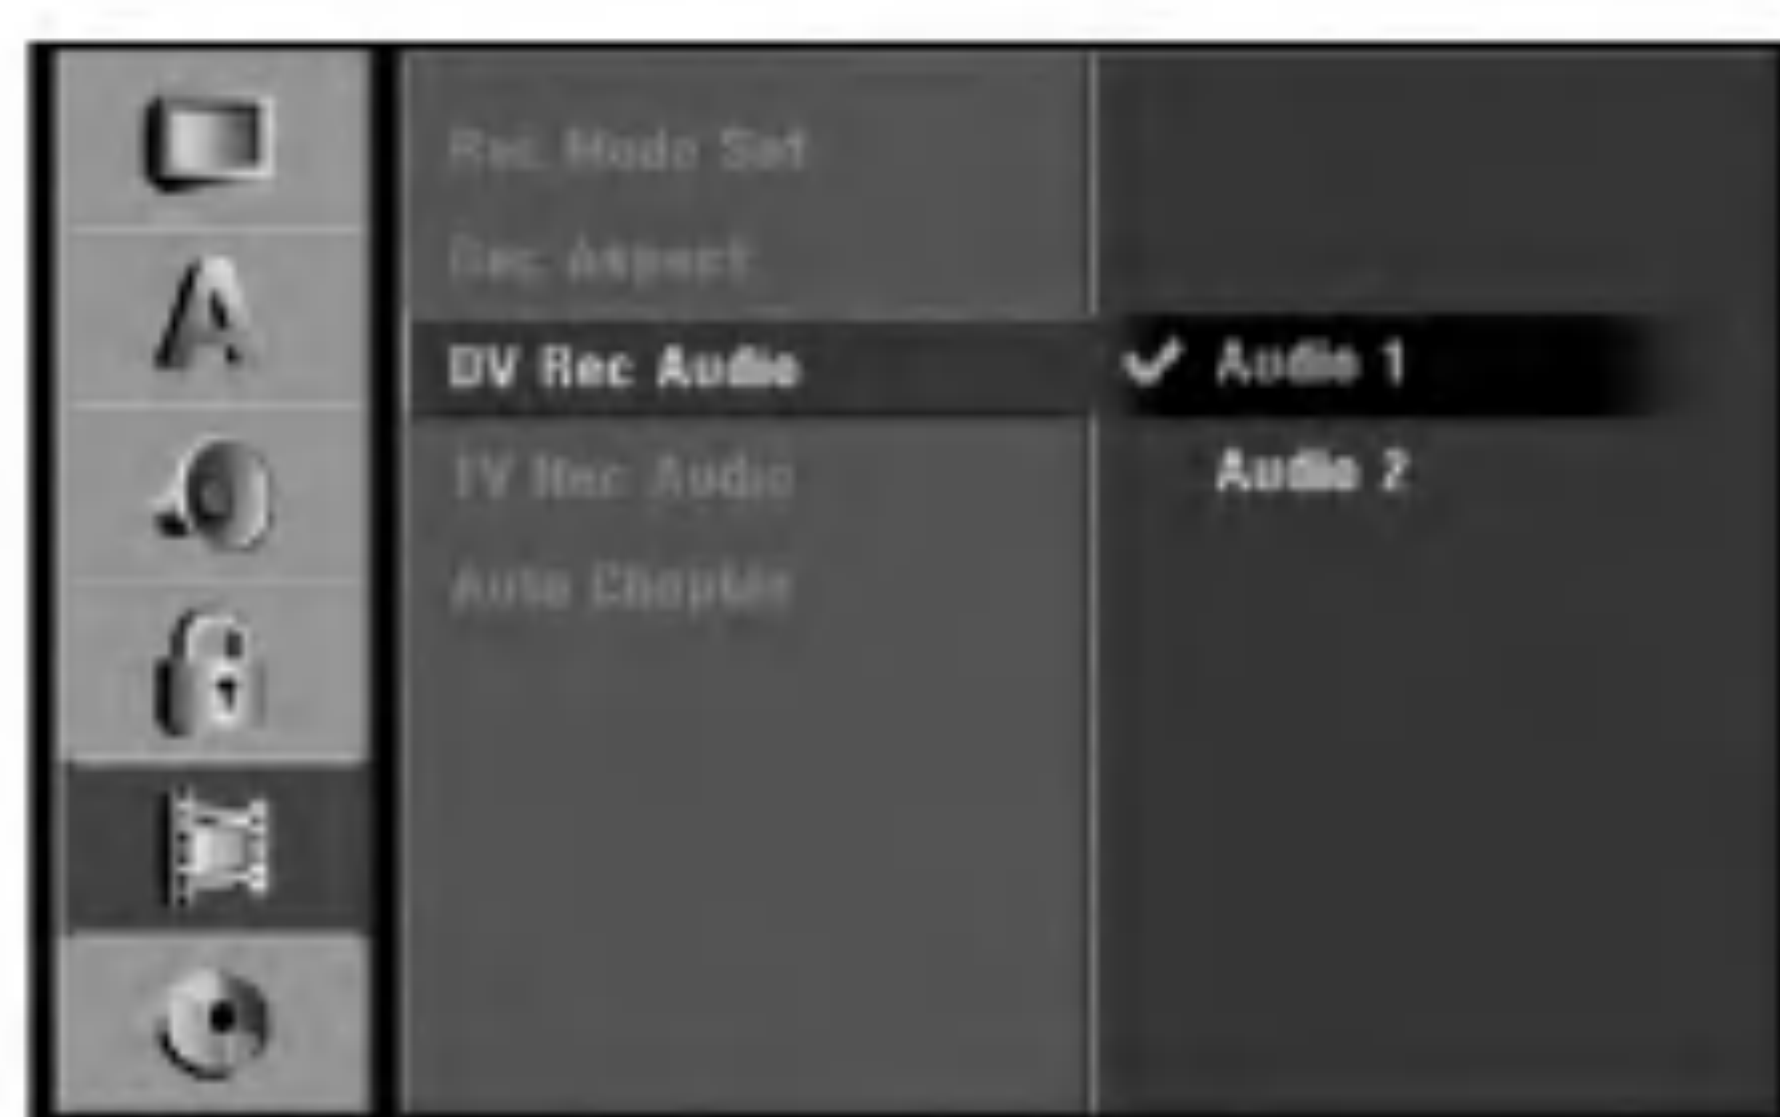 Rec Mode Set
Rec Aspect
DV Rec Audio
Audio 1
TV Rec Audio
Audio 2
Auto Chapter